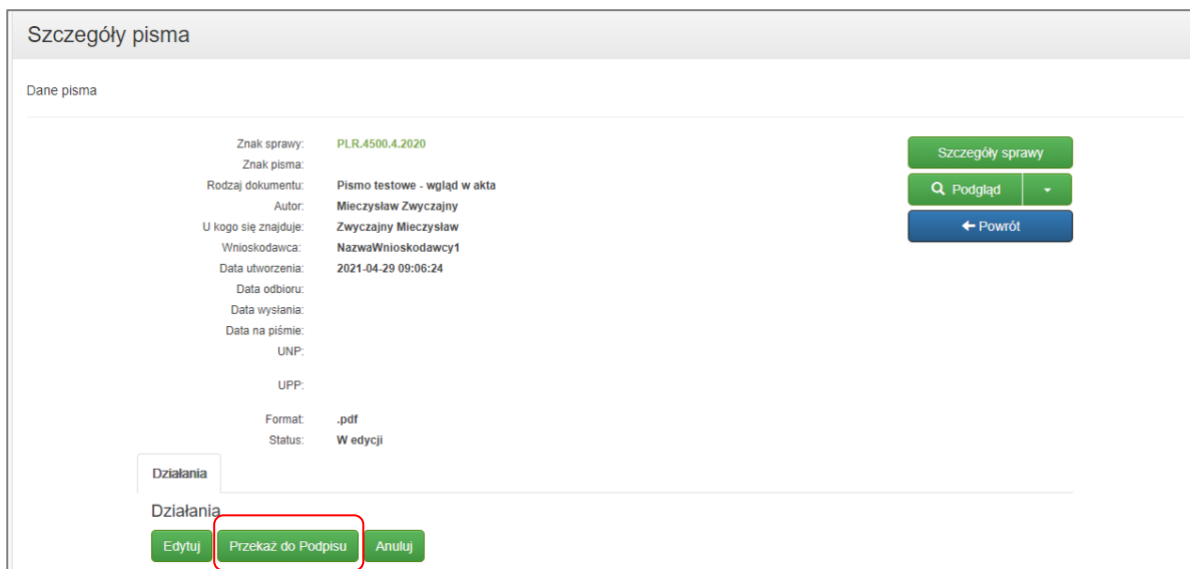 Szczegóły pisma
Dane pisma
Znak sprawy: PLR.4500.4.2020
Znak pisma:
Rodzaj dokumentu: Pismo testowe - wgląd w akta
Autor: Mieczysław Zwyczajny
U kogo się znajduje: Zwyczajny Mieczysław
Wnioskodawca: NazwaWnioskodawcy1
Data utworzenia: 2021-04-29 09:06:24
Data odbioru:
Data wysłania:
Data na piśmie:
UNP:
UPP:
Format: .pdf
Status: W edycji
Szczegóły sprawy
Podgląd
Powrót
Działania
Działania
Edytuj Przekaż do Podpisu Anuluj